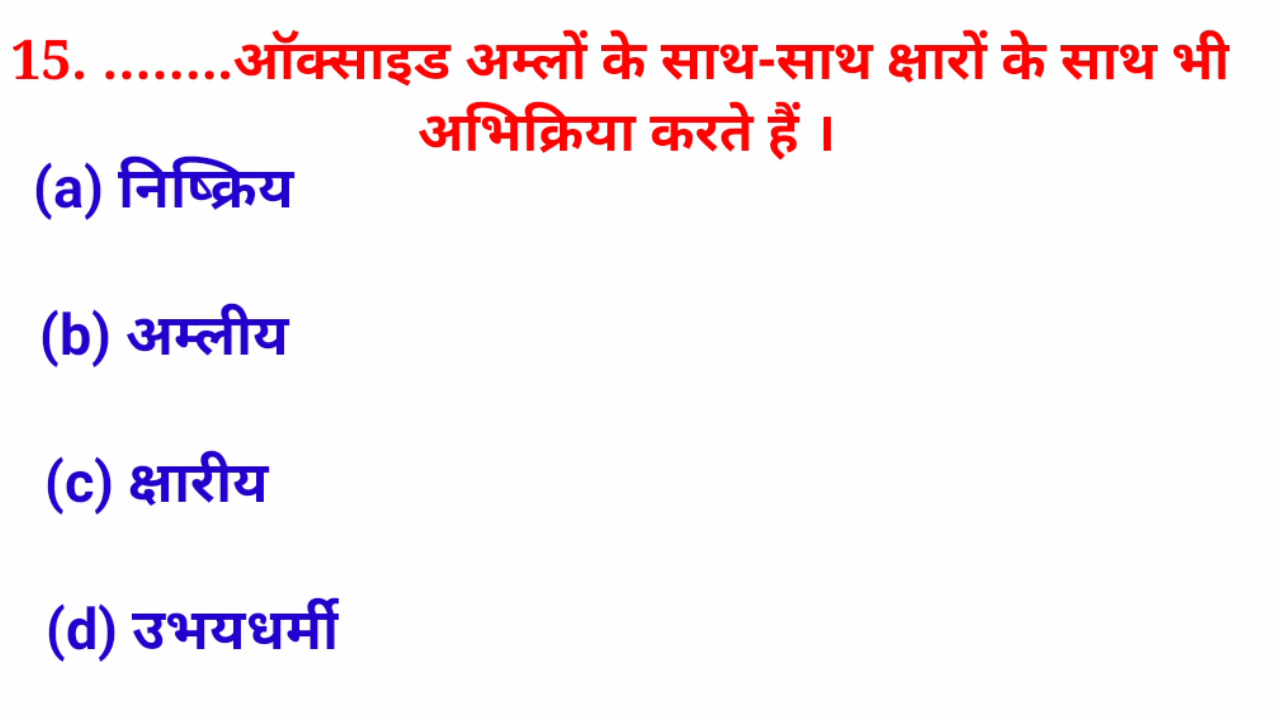 15. ........ऑक्साइड अम्लों के साथ-साथ क्षारों के साथ भी
अभिक्रिया करते हैं ।
(a) निष्क्रिय
(b) अम्लीय
(c) क्षारीय
(d) उभयधर्मी